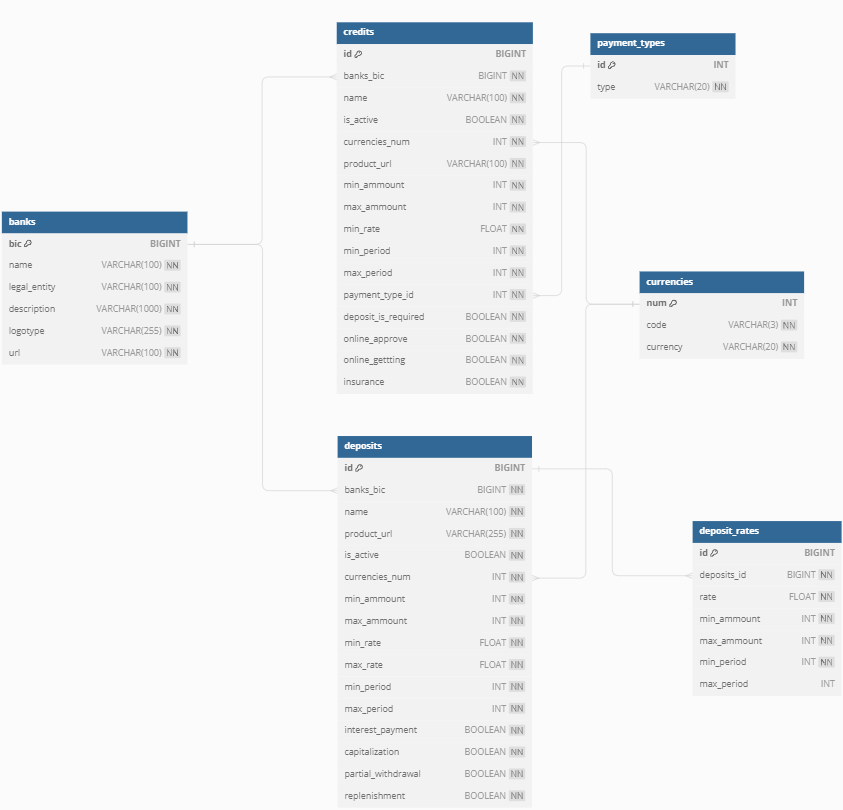 credits
id BIGINT
banks_bic BIGINT NN
name VARCHAR(100) NN
is_active BOOLEAN NN
currencies_num INT NN
product_url VARCHAR(100) NN
min_ammount INT NN
max_ammount INT NN
min_rate FLOAT NN
min_period INT NN
max_period INT NN
payment_type_id INT NN
deposit_is_required BOOLEAN NN
online_approve BOOLEAN NN
online_gettting BOOLEAN NN
insurance BOOLEAN NN
payment_types
id INT
type VARCHAR(20) NN
banks
bic BIGINT
name VARCHAR(100) NN
legal_entity VARCHAR(100) NN
description VARCHAR(1000) NN
logotype VARCHAR(255) NN
url VARCHAR(100) NN
currencies
num INT
code VARCHAR(3) NN
currency VARCHAR(20) NN
deposits
id BIGINT
banks_bic BIGINT NN
name VARCHAR(100) NN
product_url VARCHAR(255) NN
is_active BOOLEAN NN
currencies_num INT NN
min_ammount INT NN
max_ammount INT NN
min_rate FLOAT NN
max_rate FLOAT NN
min_period INT NN
max_period INT NN
interest_payment BOOLEAN NN
capitalization BOOLEAN NN
partial_withdrawal BOOLEAN NN
replenishment BOOLEAN NN
deposit_rates
id BIGINT
deposits_id BIGINT NN
rate FLOAT NN
min_ammount INT NN
max_ammount INT NN
min_period INT NN
max_period INT